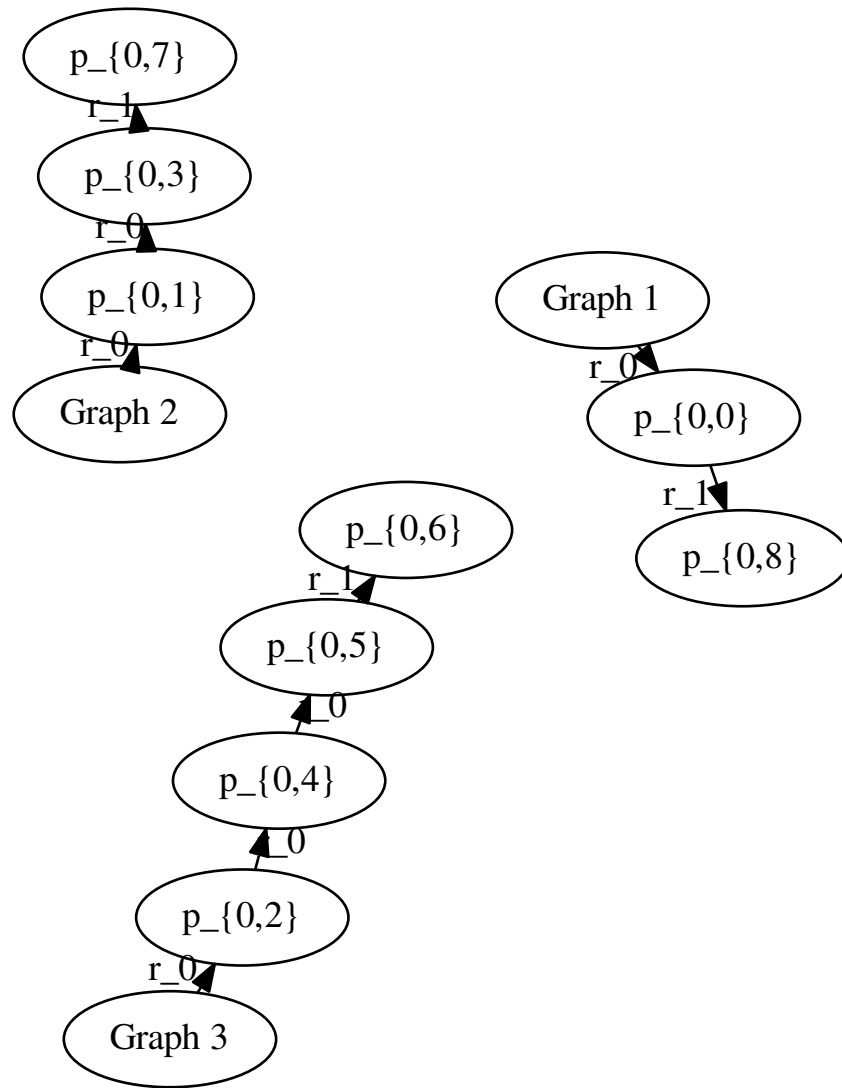 p_{0,7}
r_1
p_{0,3}
r_0
p_{0,1}
r_0
Graph 2
Graph 1
r_0
p_{0,0}
r_1
p_{0,8}
p_{0,6}
r_1
p_{0,5}
r_0
p_{0,4}
r_0
p_{0,2}
r_0
Graph 3